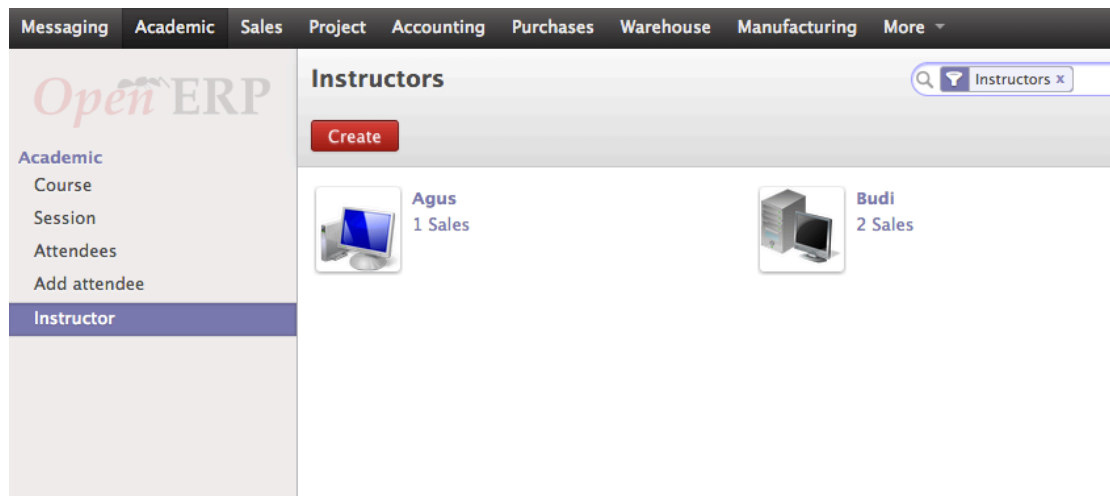 Messaging Academic Sales Project Accounting Purchases Warehouse Manufacturing More
OpenERP
Academic
Course
Session
Attendees
Add attendee
Instructor
Instructors
Instructors x
Create
Agus
1 Sales
Budi
2 Sales